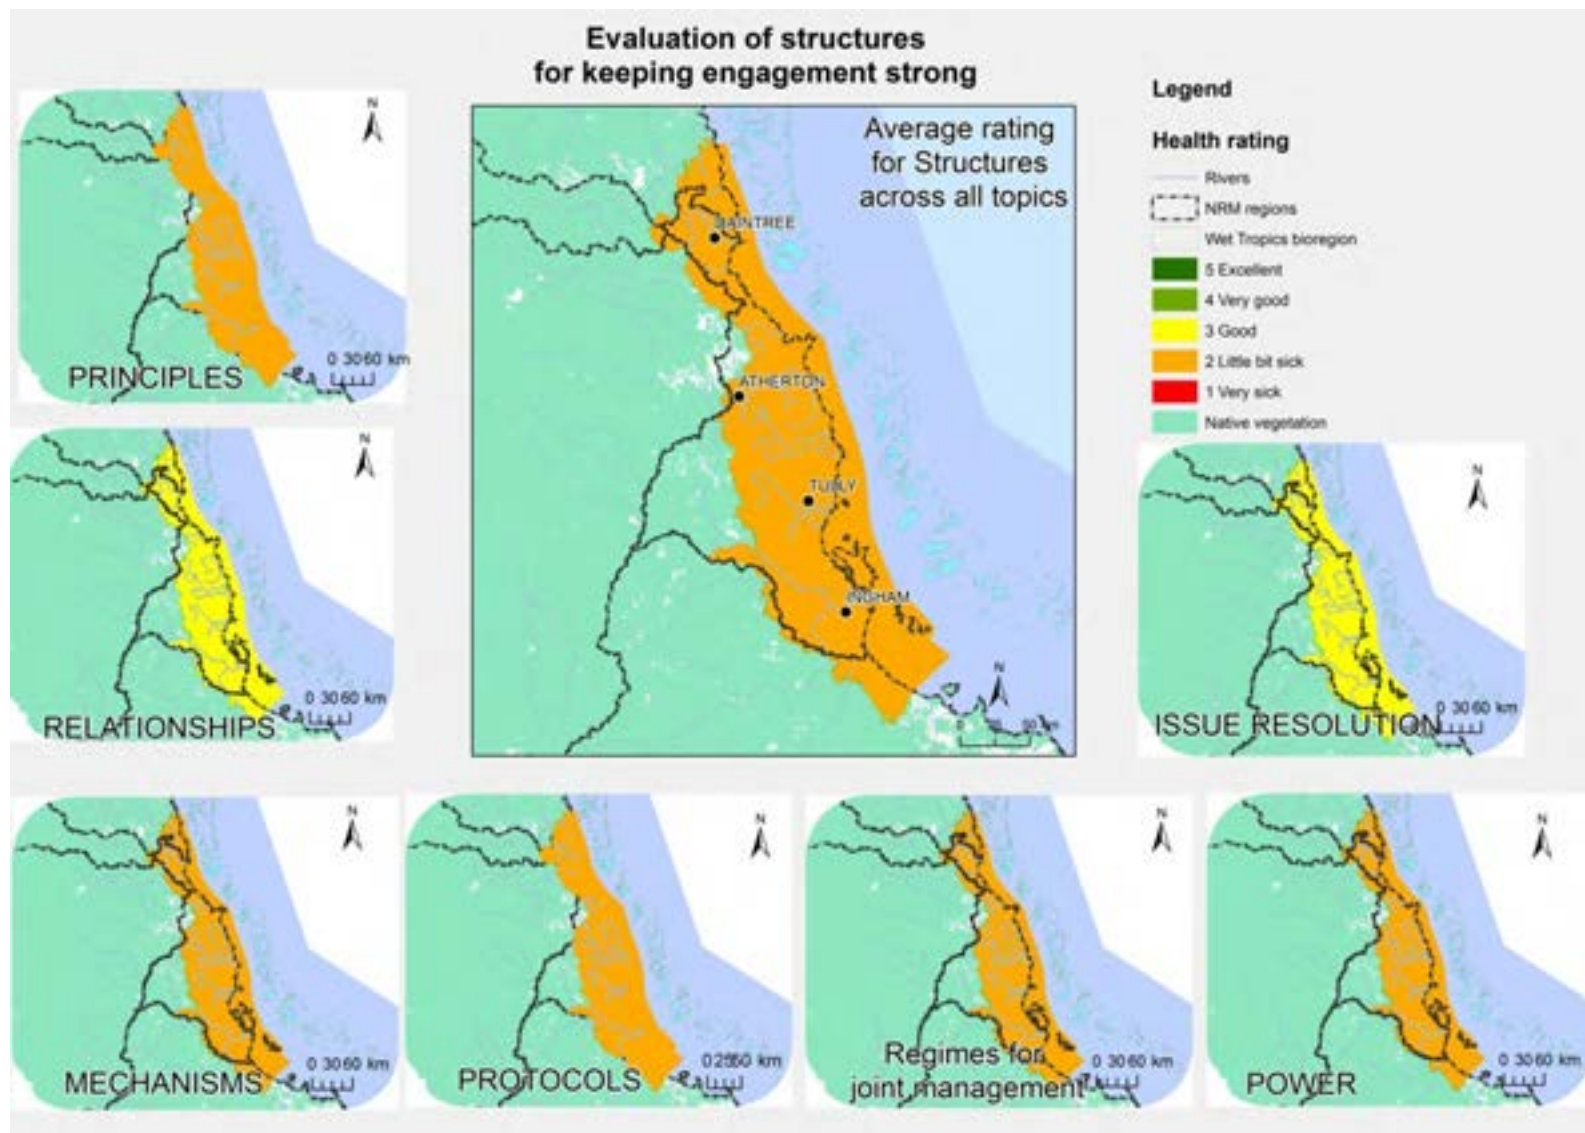 Evaluation of structures
for keeping engagement strong
N
0 30 60 km
PRINCIPLES
Average rating
for Structures
across all topics
DAINTREE
ATHERTON
TULLY
INGHAM
N
Legend
Health rating
Rivers
NRM regions
Wet Tropics bioregion
5 Excellent
4 Very good
3 Good
2 Little bit sick
1 Very sick
Native vegetation
N
0 30 60 km
RELATIONSHIPS
N
0 30 60 km
ISSUE RESOLUTION
N
0 30 60 km
MECHANISMS
N
PROTOCOLS
N
0 30 60 km
Regimes for
joint management
N
0 30 60 km
POWER